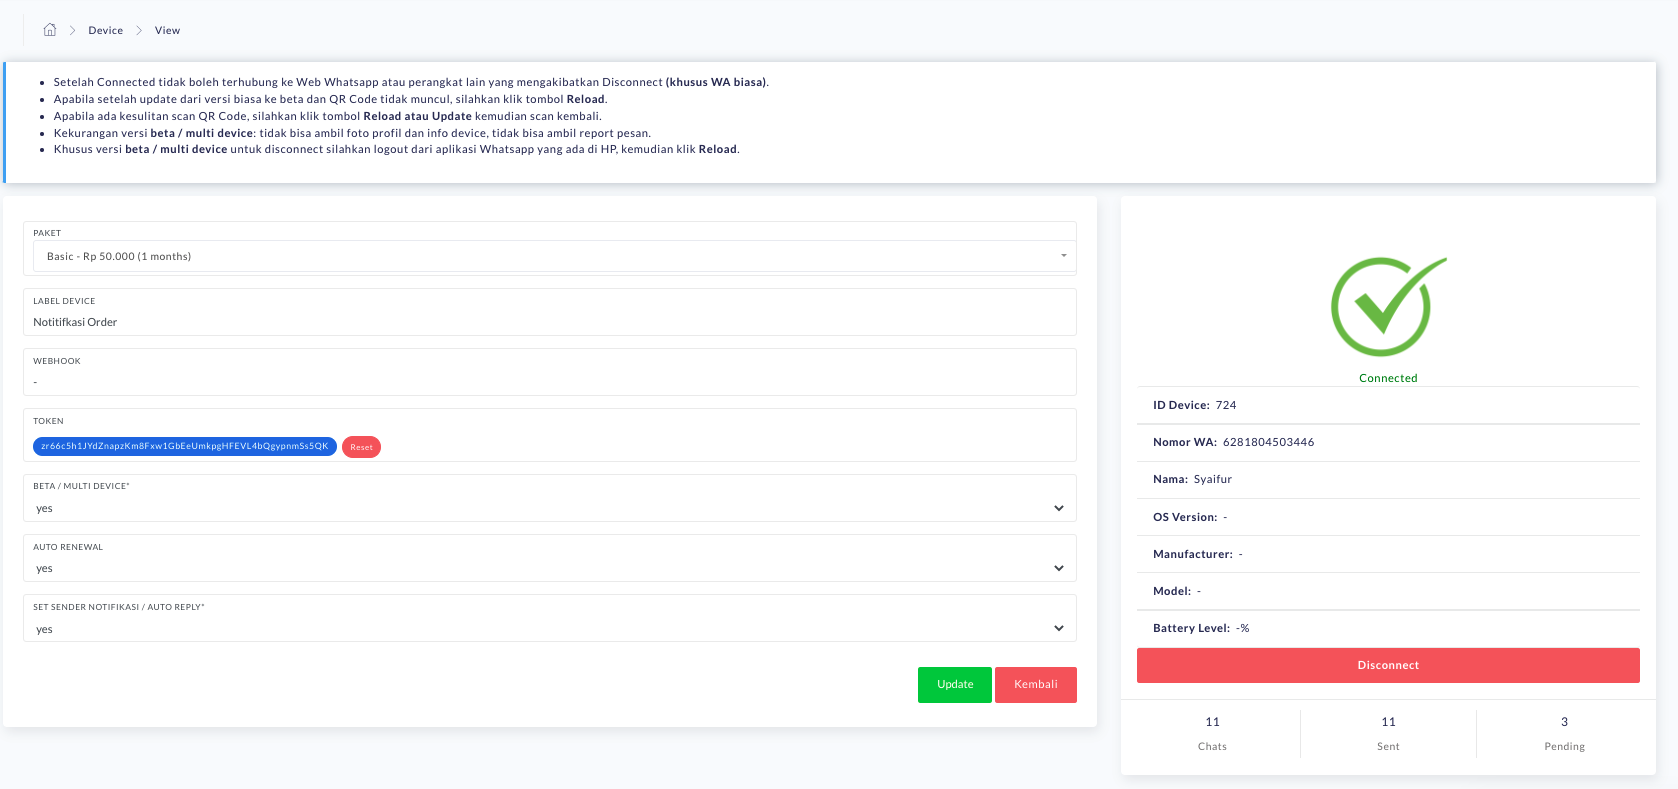 Device
View
Setelah Connected tidak boleh terhubung ke Web Whatsapp atau perangkat lain yang mengakibatkan Disconnect (khusus WA biasa).
Apabila setelah update dari versi biasa ke beta dan QR Code tidak muncul, silahkan klik tombol Reload.
Apabila ada kesulitan scan QR Code, silahkan klik tombol Reload atau Update kemudian scan kembali.
Kekurangan versi beta / multi device: tidak bisa ambil foto profil dan info device, tidak bisa ambil report pesan.
Khusus versi beta / multi device untuk disconnect silahkan logout dari aplikasi Whatsapp yang ada di HP, kemudian klik Reload.
PAKET
Basic - Rp 50.000 (1 months)
LABEL DEVICE
Notitifkasi Order
WEBHOOK
-
TOKEN
zr66c5h1JYdZnapzKm8Fxw1GbEeUmkpgHFEVL4bQgypnmSs5QK
Reset
BETA / MULTI DEVICE*
yes
AUTO RENEWAL
yes
SET SENDER NOTIFIKASI / AUTO REPLY*
yes
Update
Kembali
Connected
ID Device: 724
Nomor WA: 6281804503446
Nama: Syaifur
OS Version: -
Manufacturer: -
Model: -
Battery Level: -%
Disconnect
11
Chats
11
Sent
3
Pending